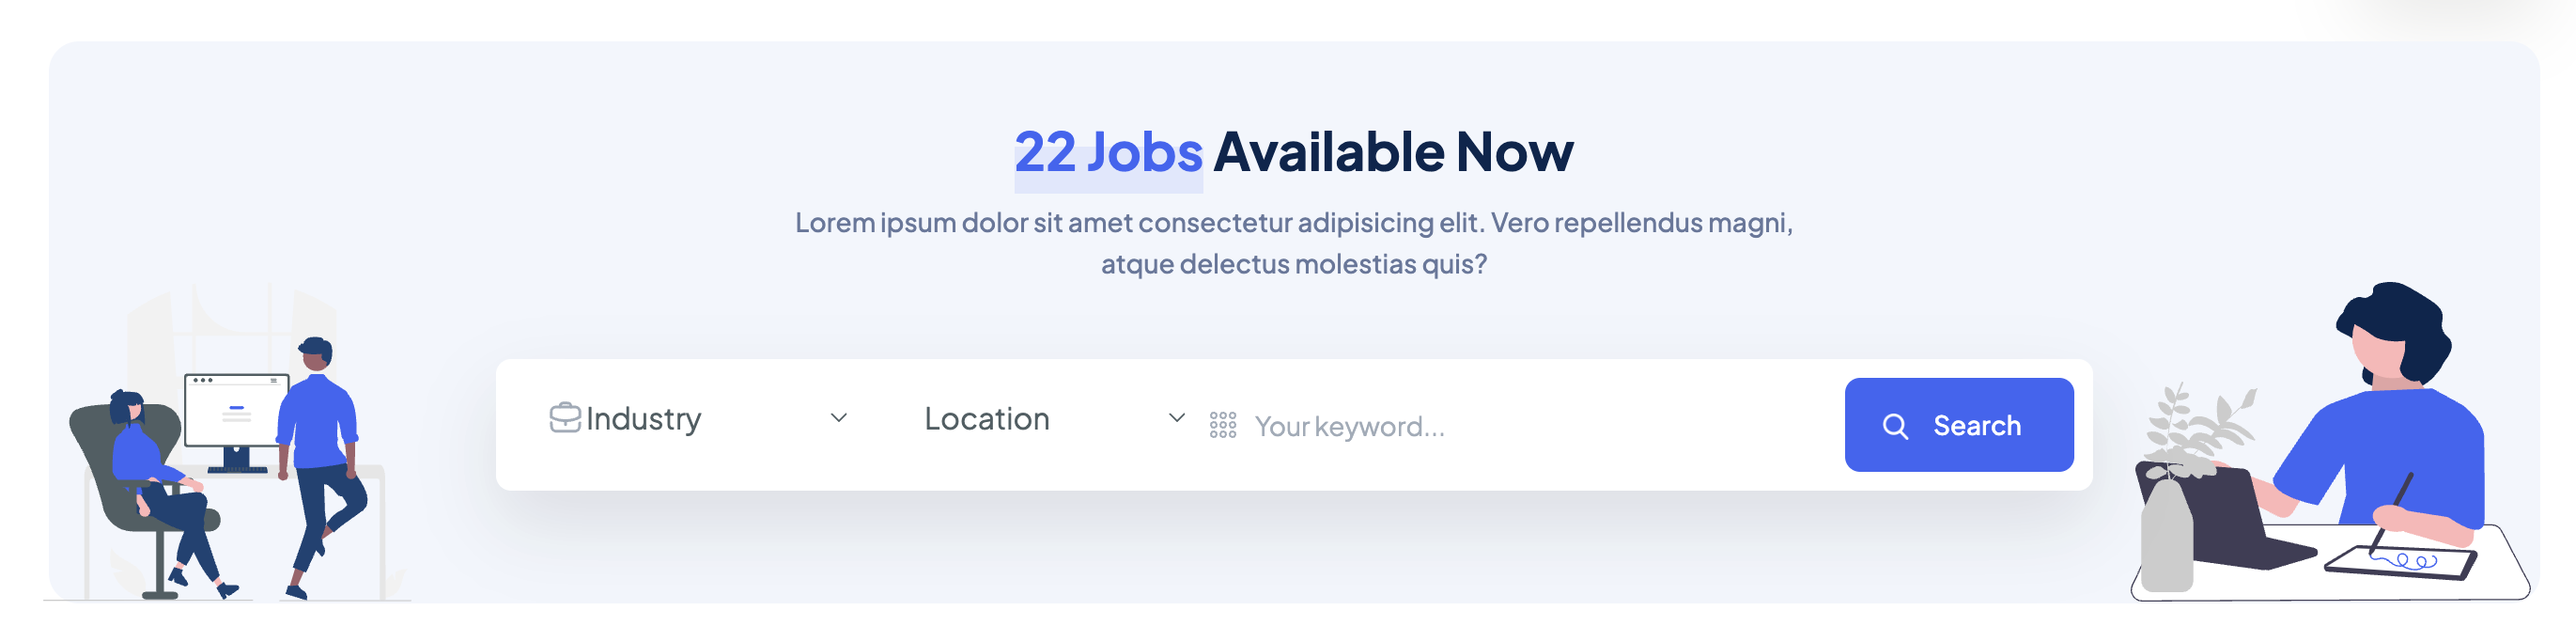 22 Jobs Available Now
Lorem ipsum dolor sit amet consectetur adipisicing elit. Vero repellendus magni,
atque delectus molestias quis?
Industry
Location
Your keyword...
Search